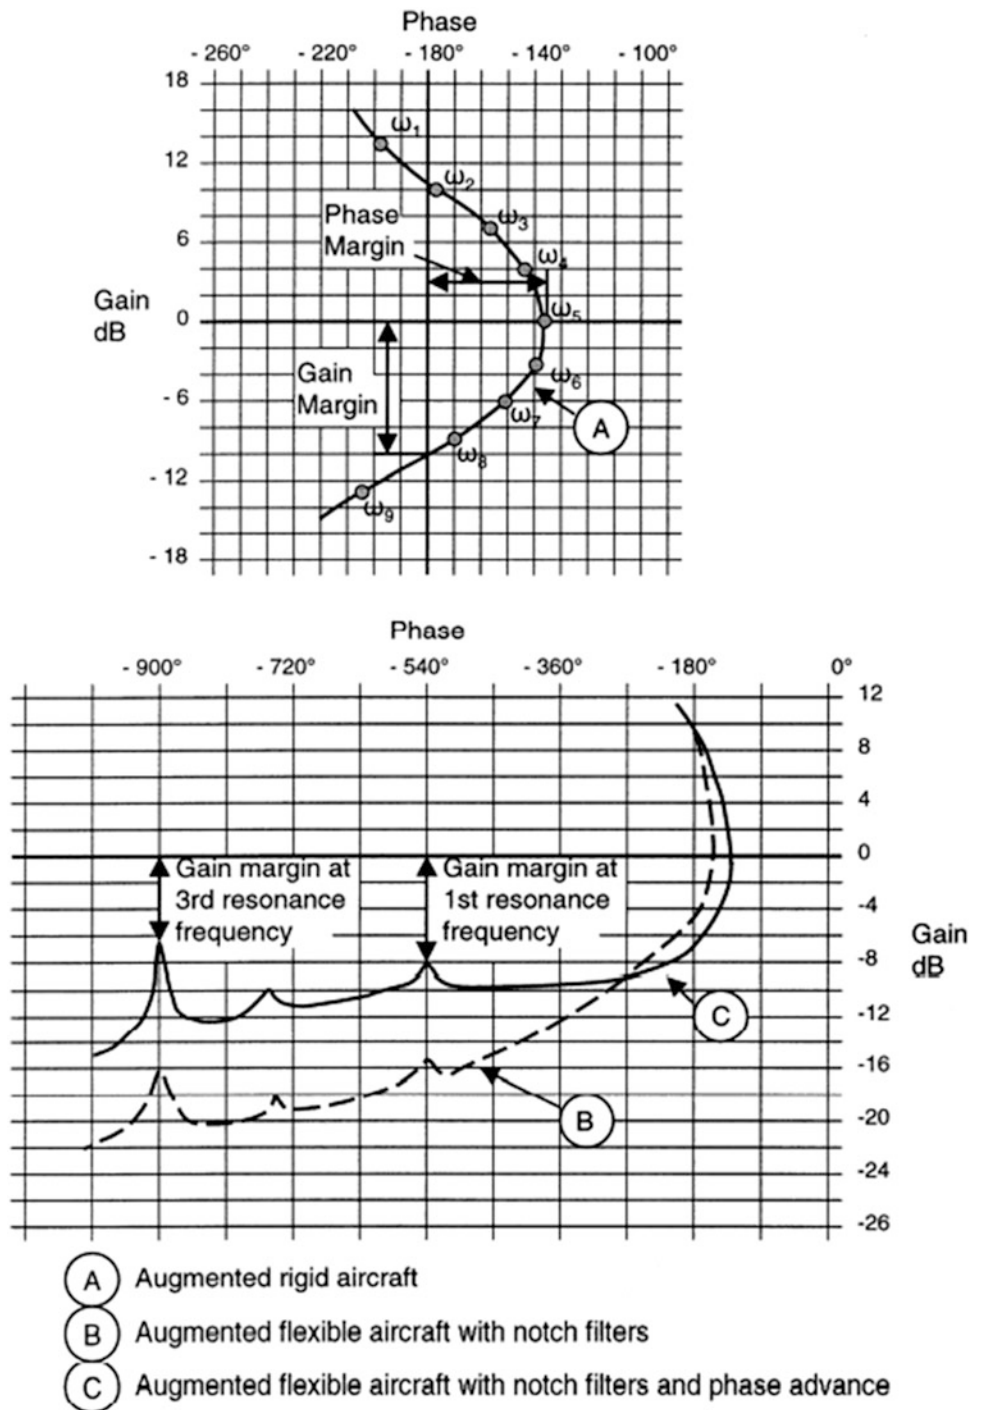 Phase
- 260° - 220° - 180° - 140° - 100°
18
12
6
0
- 6
- 12
- 18
Gain
dB
ω1
ω2
ω3
ω4
ω5
ω6
ω7
ω8
ω9
Phase
Margin
Gain
Margin
A
Phase
- 900° - 720° - 540° - 360° - 180° 0°
12
8
4
0
-4
-8
-12
-16
-20
-24
-26
Gain
dB
Gain margin at
3rd resonance
frequency
Gain margin at
1st resonance
frequency
C
B
A Augmented rigid aircraft
B Augmented flexible aircraft with notch filters
C Augmented flexible aircraft with notch filters and phase advance